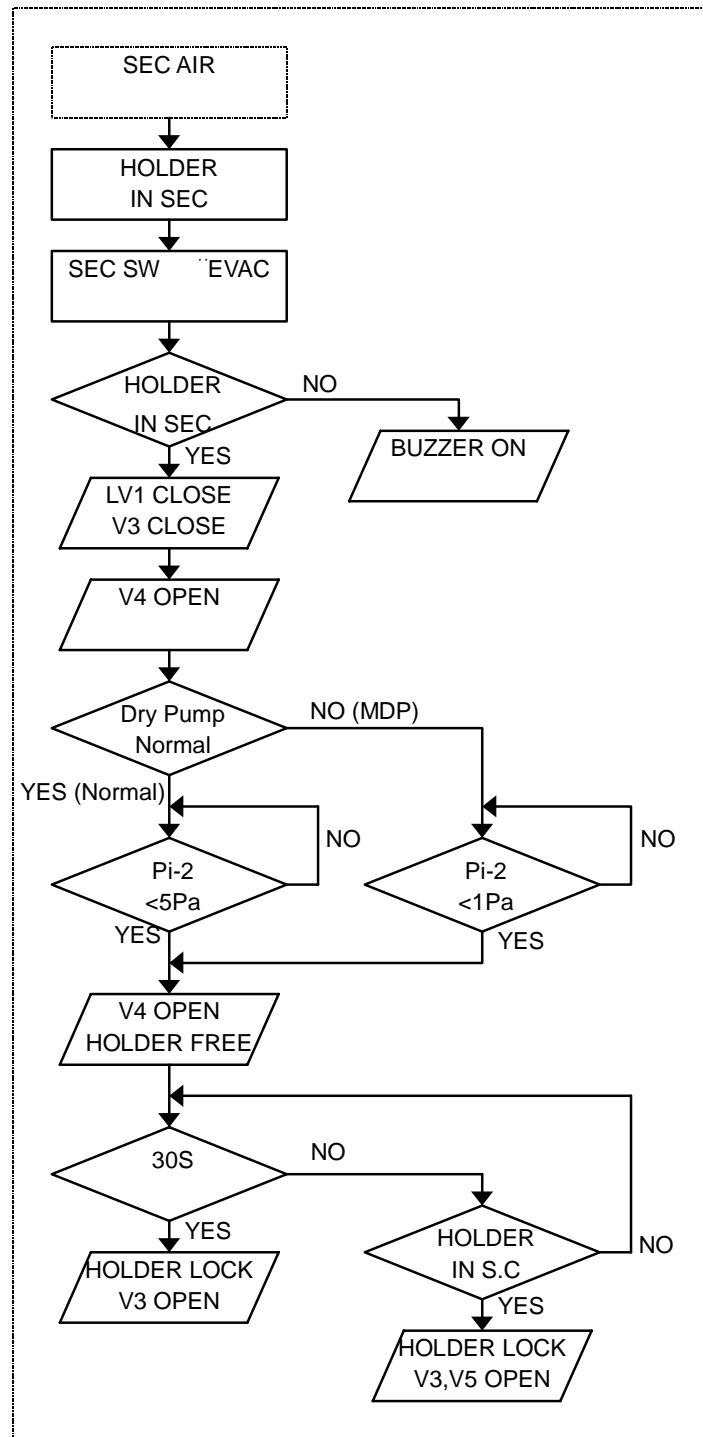 SEC AIR
HOLDER
IN SEC
SEC SW ¨EVAC
HOLDER
IN SEC
NO
BUZZER ON
YES
LV1 CLOSE
V3 CLOSE
V4 OPEN
Dry Pump
Normal
NO (MDP)
YES (Normal)
NO
NO
Pi-2
<5Pa
Pi-2
<1Pa
YES
YES
V4 OPEN
HOLDER FREE
30S
NO
YES
HOLDER
IN S.C
NO
HOLDER LOCK
V3 OPEN
YES
HOLDER LOCK
V3,V5 OPEN